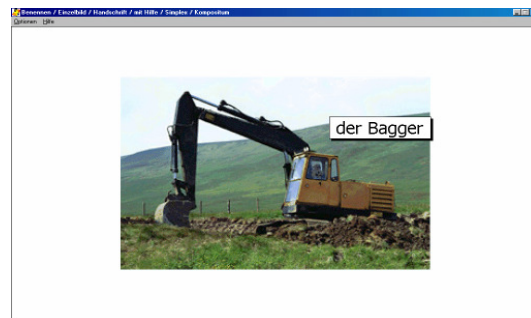 Benennen / Einzelbild / Handschrift / mit Hilfe / Simplex / Kompositum
Optionen Hilfe
der Bagger